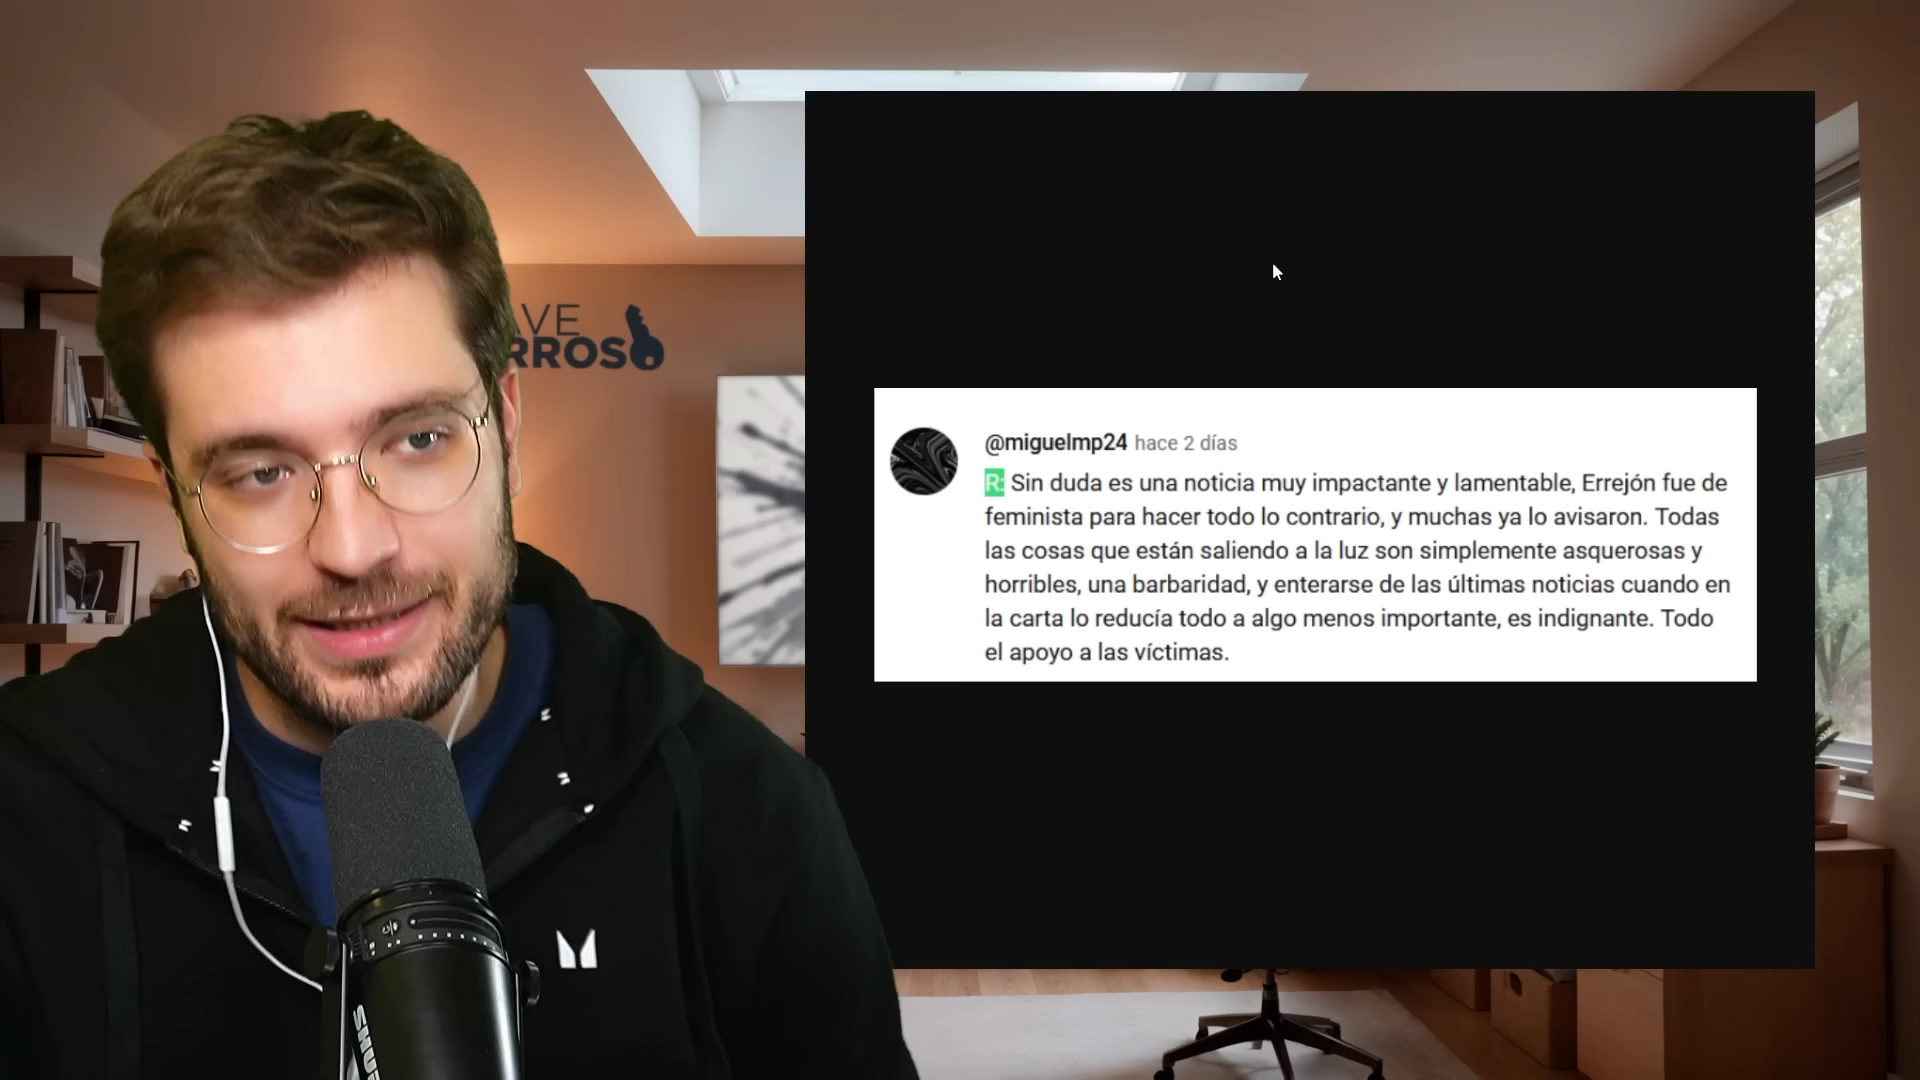 AVE
RROS
@miguelmp24 hace 2 días
R: Sin duda es una noticia muy impactante y lamentable, Errejón fue de
feminista para hacer todo lo contrario, y muchas ya lo avisaron. Todas
las cosas que están saliendo a la luz son simplemente asquerosas y
horribles, una barbaridad, y enterarse de las últimas noticias cuando en
la carta lo reducía todo a algo menos importante, es indignante. Todo
el apoyo a las víctimas.
SHU